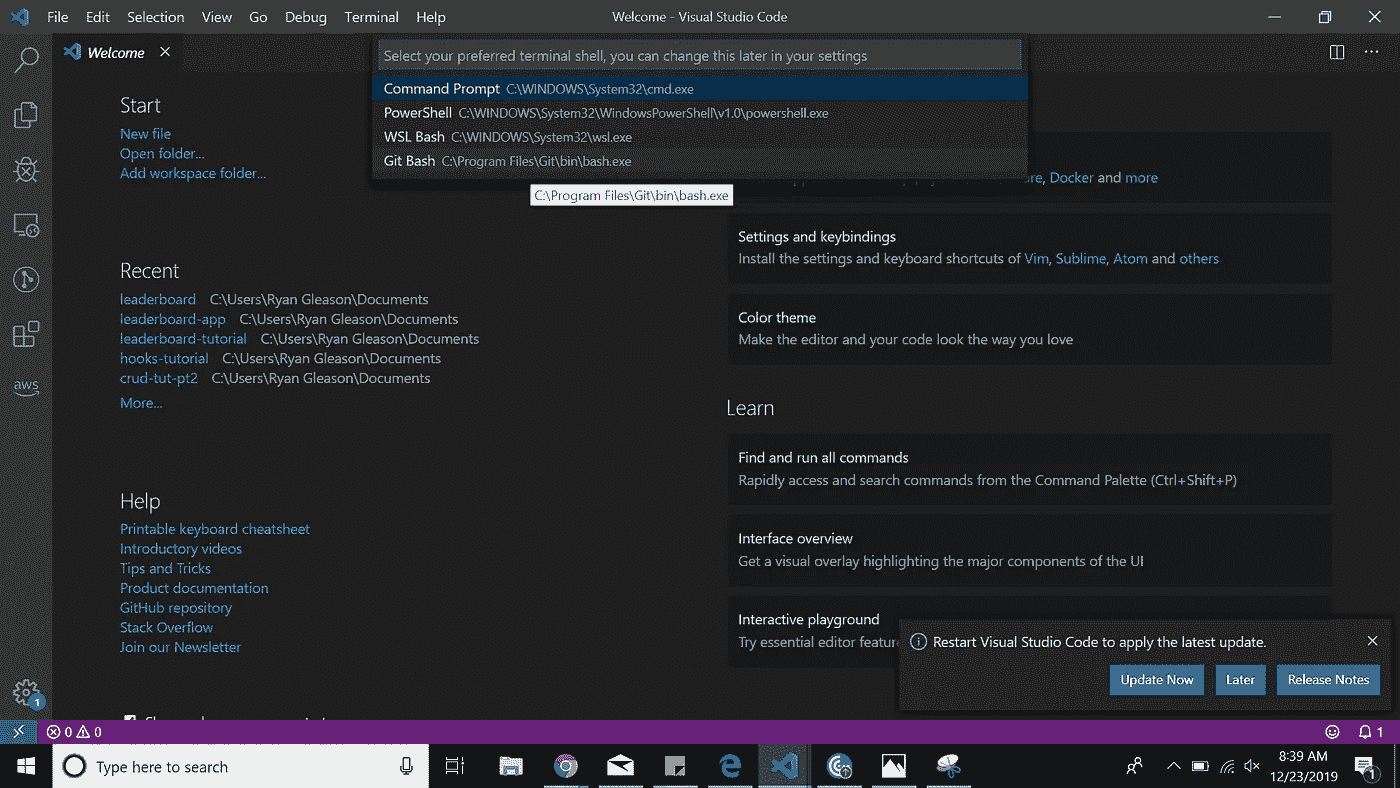 File Edit Selection View Go Debug Terminal Help
Welcome - Visual Studio Code
Welcome
Select your preferred terminal shell, you can change this later in your settings
Command Prompt C:\WINDOWS\System32\cmd.exe
PowerShell C:\WINDOWS\System32\WindowsPowerShell\v1.0\powershell.exe
WSL Bash C:\WINDOWS\System32\wsl.exe
Git Bash C:\Program Files\Git\bin\bash.exe
C:\Program Files\Git\bin\bash.exe
Start
New file
Open folder...
Add workspace folder...
Recent
leaderboard C:\Users\Ryan Gleason\Documents
leaderboard-app C:\Users\Ryan Gleason\Documents
leaderboard-tutorial C:\Users\Ryan Gleason\Documents
hooks-tutorial C:\Users\Ryan Gleason\Documents
crud-tut-pt2 C:\Users\Ryan Gleason\Documents
More...
Help
Printable keyboard cheatsheet
Introductory videos
Tips and Tricks
Product documentation
GitHub repository
Stack Overflow
Join our Newsletter
Docker and more
Settings and keybindings
Install the settings and keyboard shortcuts of Vim, Sublime, Atom and others
Color theme
Make the editor and your code look the way you love
Learn
Find and run all commands
Rapidly access and search commands from the Command Palette (Ctrl+Shift+P)
Interface overview
Get a visual overlay highlighting the major components of the UI
Interactive playground
Try essential editor
Restart Visual Studio Code to apply the latest update.
Update Now Later Release Notes
aws
1
0 0
1
Type here to search
8:39 AM
12/23/2019
1